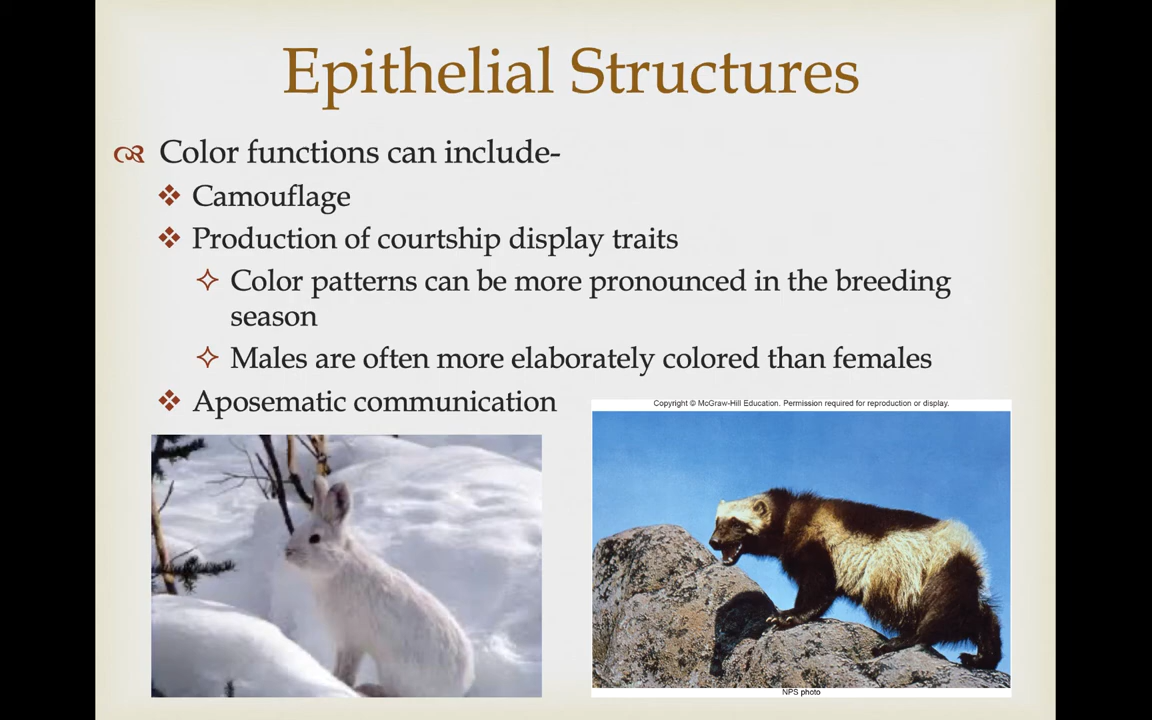 Epithelial Structures
Color functions can include-
Camouflage
Production of courtship display traits
Color patterns can be more pronounced in the breeding
season
Males are often more elaborately colored than females
Aposematic communication
Copyright © McGraw-Hill Education. Permission required for reproduction or display.
NPS photo